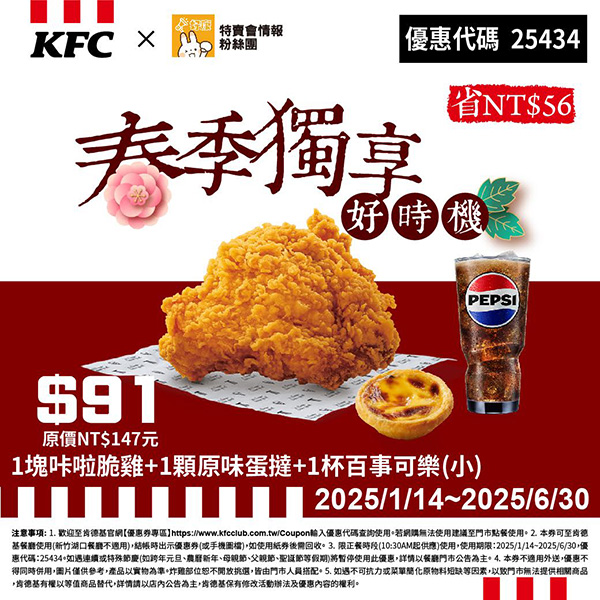 KFC × 好康 特賣會情報
粉絲團
優惠代碼 25434
省NT$56
春季獨享
好時機
PEPSI
$91
原價NT$147元
1塊咔啦脆雞+1顆原味蛋撻+1杯百事可樂(小)
2025/1/14~2025/6/30
注意事項: 1. 歡迎至肯德基官網【優惠券專區】https://www.kfcclub.com.tw/Coupon輸入優惠代碼查詢使用。若網購無法使用建議至門市點餐使用。2. 本券可至肯德
基餐廳使用(新竹湖口餐廳不適用)，結帳時出示優惠券(或手機圖檔)，如使用紙券後需回收。3. 限正餐時段(10:30AM起供應)使用，使用期限:2025/1/14~2025/6/30，優
惠代碼:25434。如遇連續或特殊節慶(如跨年元旦、農曆新年、母親節、父親節、聖誕節等假期)將暫停使用此優惠，詳情以餐廳門市公告為主。4. 本券不適用外送，優惠不
得同時併用，圖片僅供參考，產品以實物為準。炸雞部位恕不開放挑選，皆由門市人員搭配。5. 如遇不可抗力或菜單簡化原物料短缺等因素，以致門市無法提供相關商品
，肯德基有權以等值商品替代，詳情請以店內公告為主，肯德基保有修改活動辦法及優惠內容的權利。